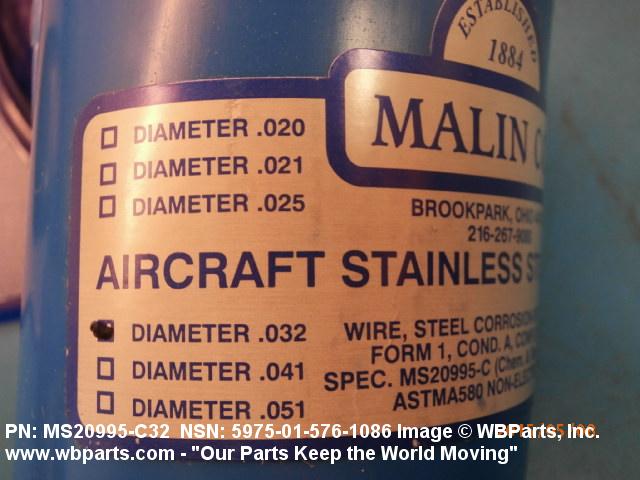 ESTABLISHED
1884
MALIN
DIAMETER .020
DIAMETER .021
DIAMETER .025
BROOKPARK,
216-267-9000
AIRCRAFT STAINLESS
DIAMETER .032
DIAMETER .041
DIAMETER .051
WIRE, STEEL
FORM 1, COND. A,
SPEC. MS20995-C (Chem.
ASTMA580
PN: MS20995-C32 NSN: 5975-01-576-1086 Image © WBParts, Inc.
www.wbparts.com - "Our Parts Keep the World Moving"